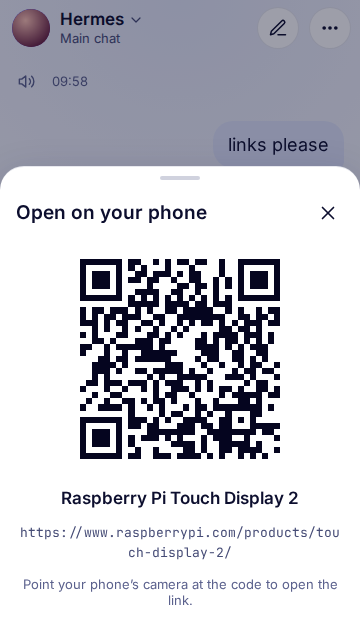 Hermes
Main chat
09:58
links please
Open on your phone
Raspberry Pi Touch Display 2
https://www.raspberrypi.com/products/tou
ch-display-2/
Point your phone’s camera at the code to open the
link.